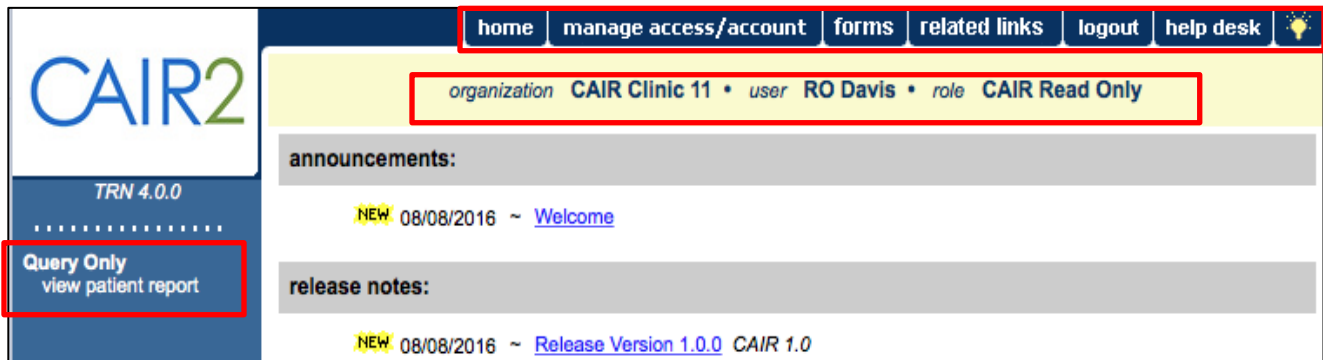 home manage access/account forms related links logout help desk
CAIR2
organization CAIR Clinic 11 • user RO Davis • role CAIR Read Only
announcements:
TRN 4.0.0
NEW 08/08/2016 ~ Welcome
Query Only
view patient report
release notes:
NEW 08/08/2016 ~ Release Version 1.0.0 CAIR 1.0